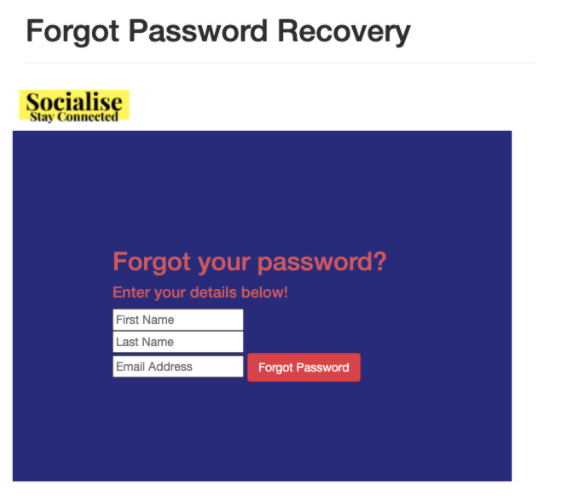 Forgot Password Recovery
Socialise
Stay Connected
Forgot your password?
Enter your details below!
First Name
Last Name
Email Address Forgot Password